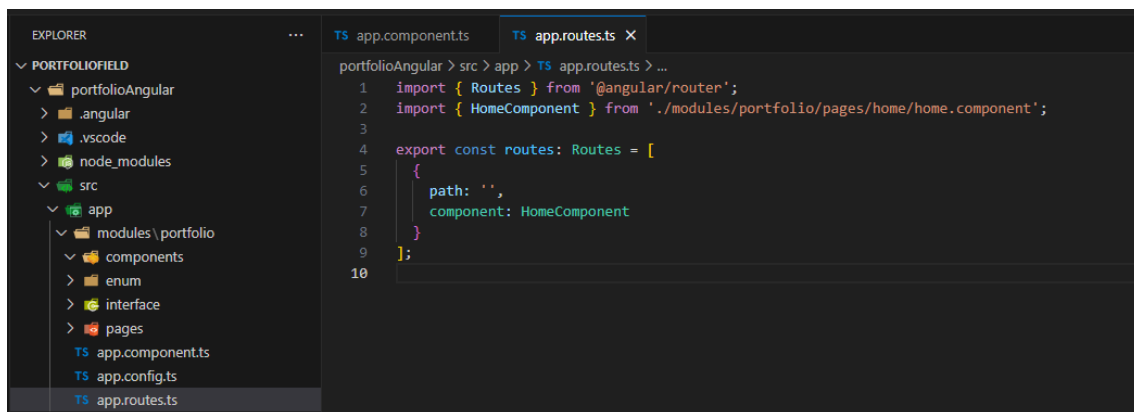 EXPLORER ...
PORTFOLIOFIELD
portfolioAngular
.angular
.vscode
node_modules
src
app
modules\portfolio
components
enum
interface
pages
TS app.component.ts
TS app.config.ts
TS app.routes.ts
TS app.component.ts TS app.routes.ts ×
portfolioAngular > src > app > TS app.routes.ts > ...
1 import { Routes } from '@angular/router';
2 import { HomeComponent } from './modules/portfolio/pages/home/home.component';
3
4 export const routes: Routes = [
5 {
6 path: '',
7 component: HomeComponent
8 }
9 ];
10